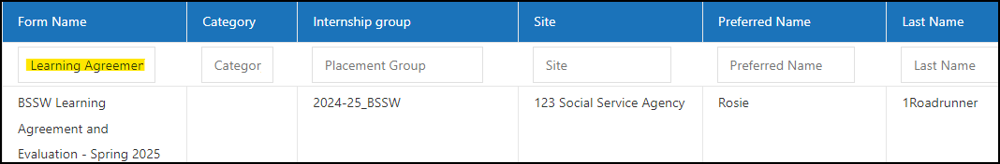 Form Name Category Internship group Site Preferred Name Last Name
Learning Agreemen Categor Placement Group Site Preferred Name Last Name
BSSW Learning 2024-25_BSSW 123 Social Service Agency Rosie 1Roadrunner
Agreement and
Evaluation - Spring 2025